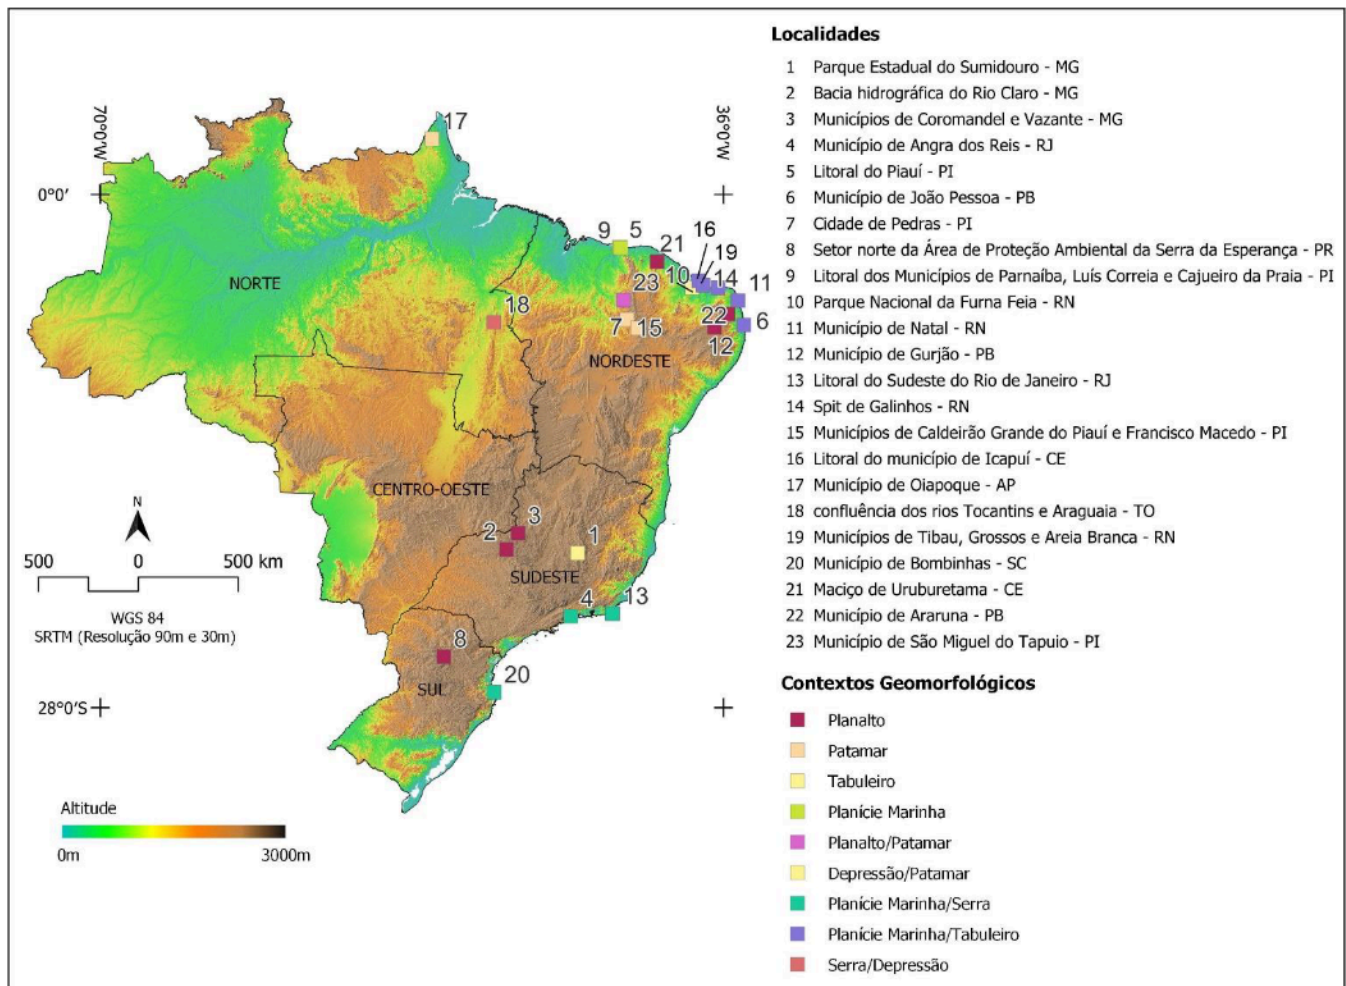 Localidades
1 Parque Estadual do Sumidouro - MG
2 Bacia hidrográfica do Rio Claro - MG
3 Municípios de Coromandel e Vazante - MG
4 Município de Angra dos Reis - RJ
5 Litoral do Piauí - PI
6 Município de João Pessoa - PB
7 Cidade de Pedras - PI
8 Setor norte da Área de Proteção Ambiental da Serra da Esperança - PR
9 Litoral dos Municípios de Parnaíba, Luís Correia e Cajueiro da Praia - PI
10 Parque Nacional da Furna Feia - RN
11 Município de Natal - RN
12 Município de Gurjão - PB
13 Litoral do Sudeste do Rio de Janeiro - RJ
14 Spit de Galinhos - RN
15 Municípios de Caldeirão Grande do Piauí e Francisco Macedo - PI
16 Litoral do município de Icapuí - CE
17 Município de Oiapoque - AP
18 confluência dos rios Tocantins e Araguaia - TO
19 Municípios de Tibau, Grossos e Areia Branca - RN
20 Município de Bombinhas - SC
21 Maciço de Uruburetama - CE
22 Município de Araruna - PB
23 Município de São Miguel do Tapuio - PI
Contextos Geomorfológicos
Planalto
Patamar
Tabuleiro
Planície Marinha
Planalto/Patamar
Depressão/Patamar
Planície Marinha/Serra
Planície Marinha/Tabuleiro
Serra/Depressão
70°0'W
36°0'W
0°0'
28°0'S
17
16
9
5
21
19
23
10
14
11
18
22
7
15
6
12
NORTE
NORDESTE
CENTRO-OESTE
3
2
1
SUDESTE
4
13
8
20
SUL
N
500 0 500 km
WGS 84
SRTM (Resolução 90m e 30m)
Altitude
0m 3000m